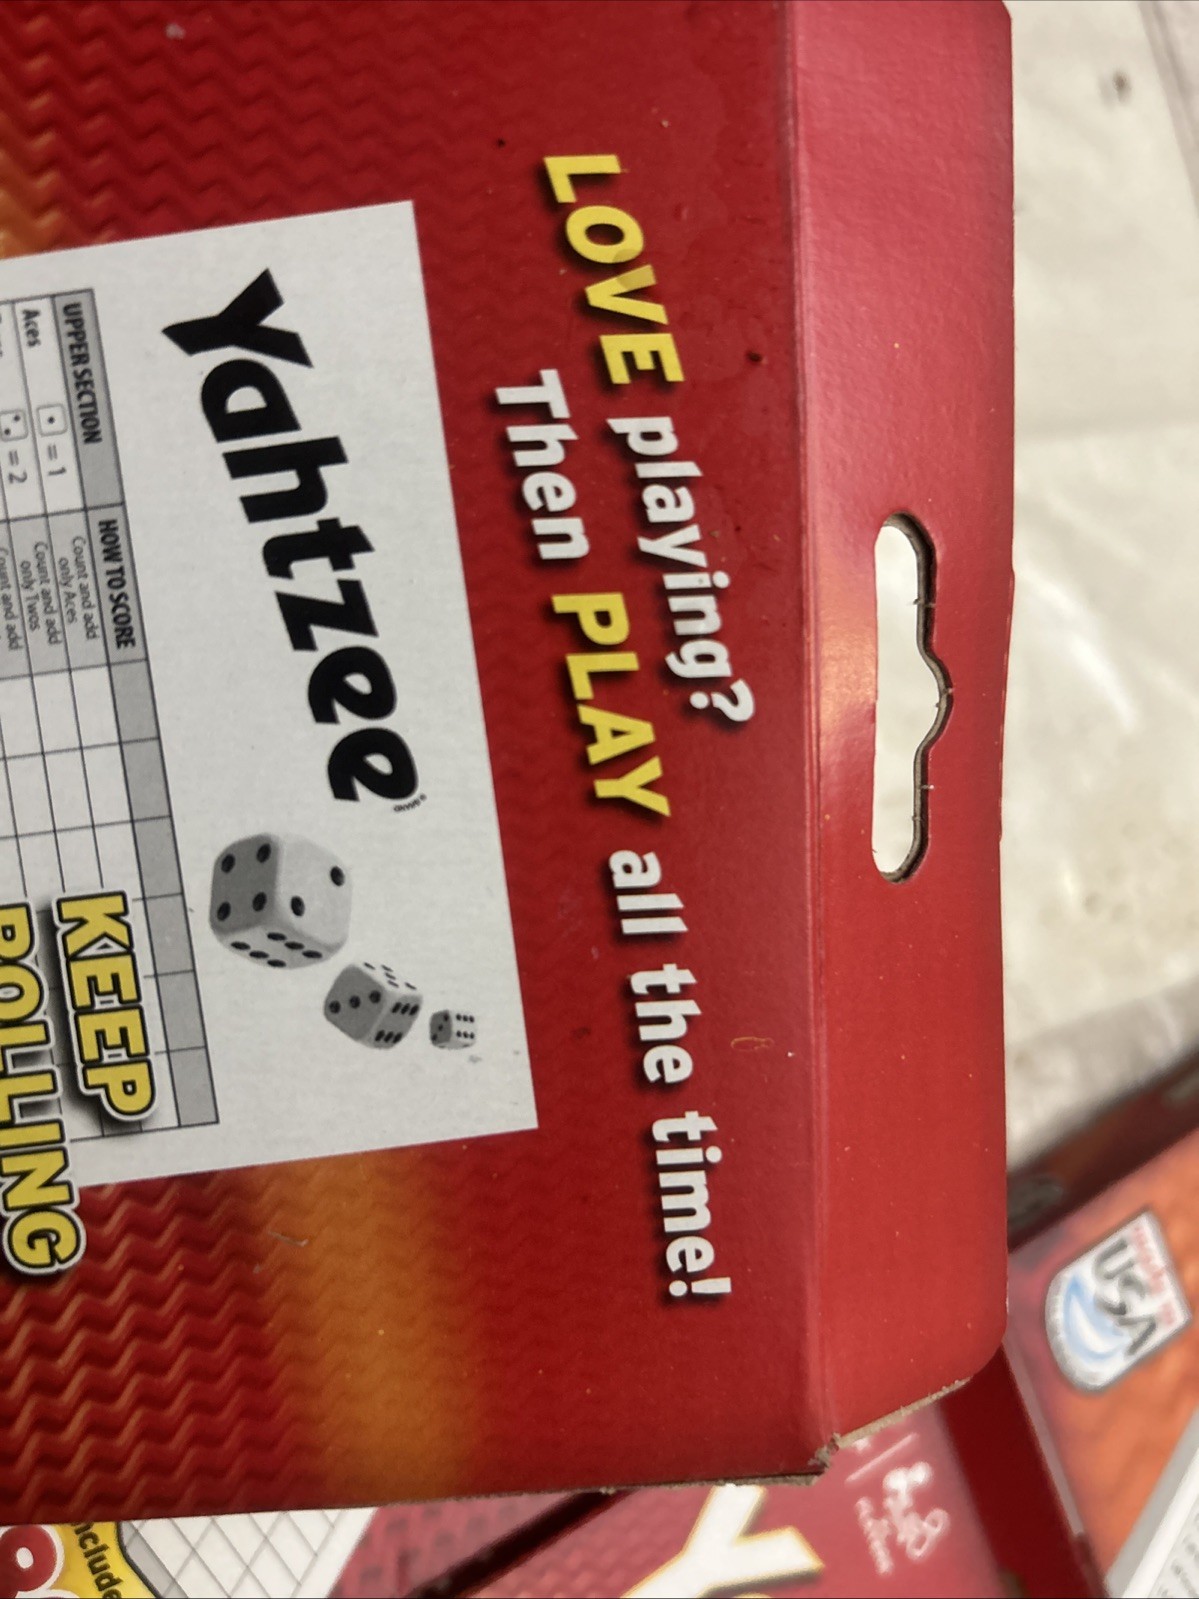 LOVE playing?
Then PLAY all the time!
Yahtzee
UPPER SECTION
HOW TO SCORE
Aces
= 1
Count and add
only Aces
= 2
Count and add
only Twos
Count and add
KEEP
ROLLING
USA